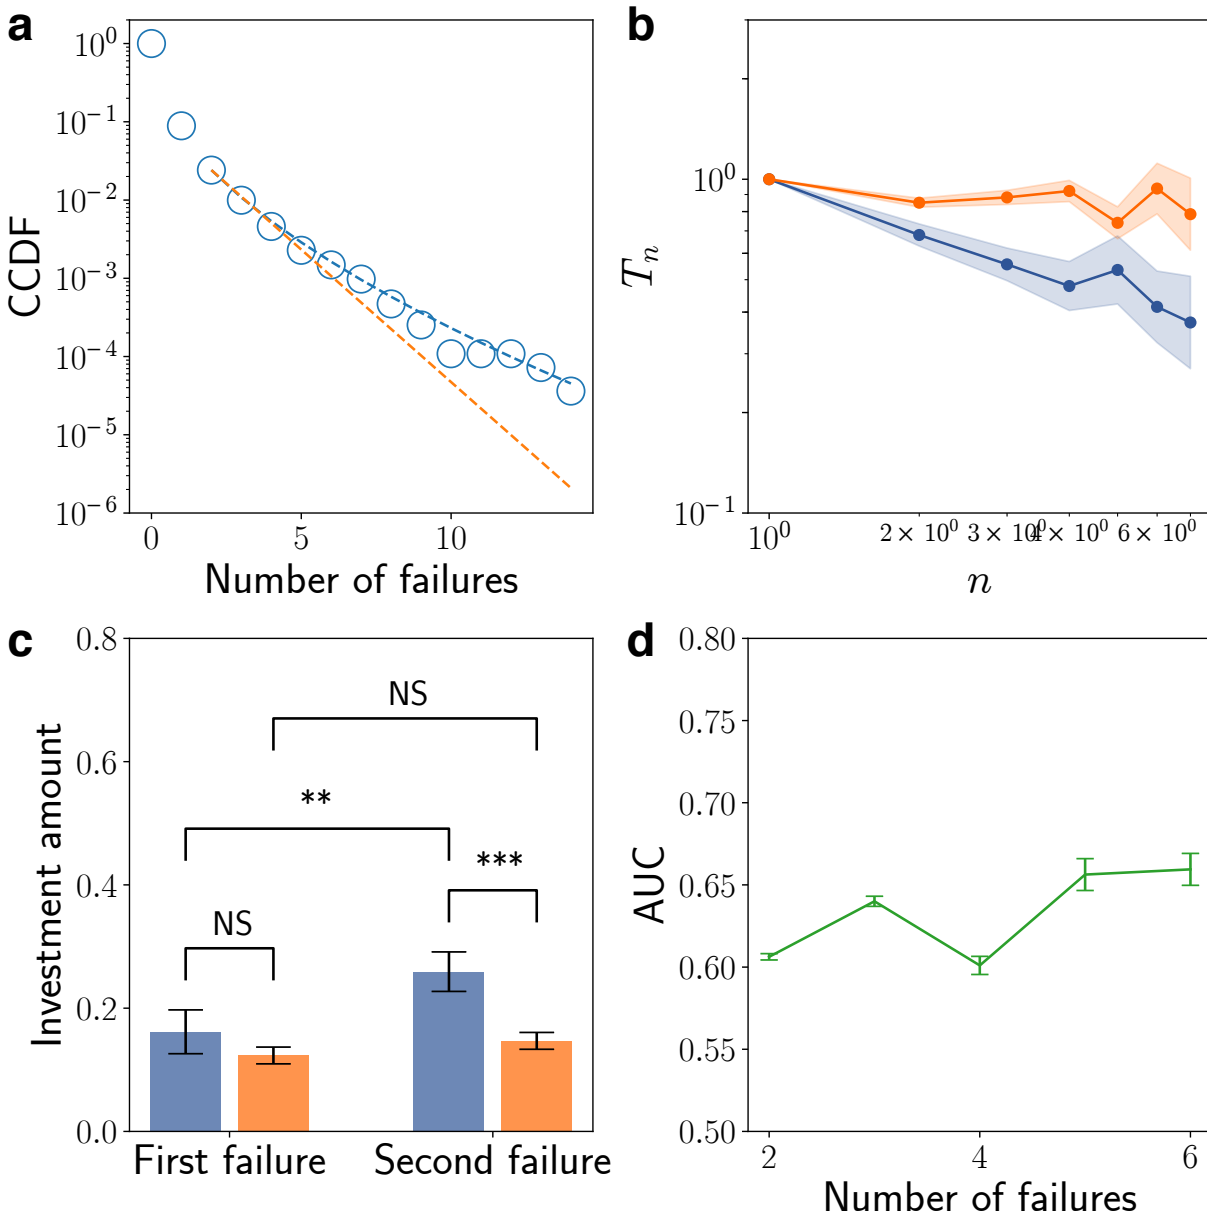 a
10^0
10^-1
10^-2
10^-3
10^-4
10^-5
10^-6
CCDF
0 5 10
Number of failures
b
10^0
10^-1
T_n
10^0 2 × 10^0 3 × 10^0 4 × 10^0 6 × 10^0
n
c
0.8
0.6
0.4
0.2
0.0
Investment amount
NS
**
***
NS
First failure Second failure
d
0.80
0.75
0.70
0.65
0.60
0.55
0.50
AUC
2 4 6
Number of failures